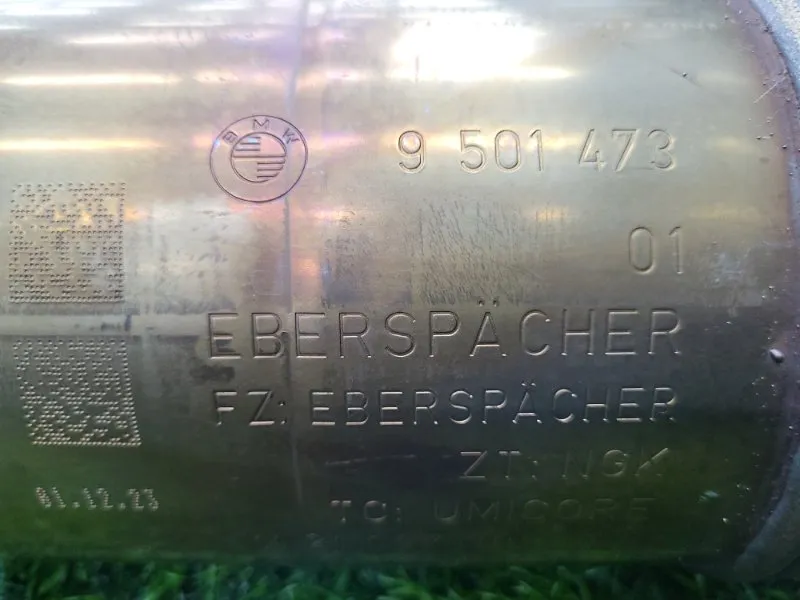 BMW
9 501 473
01
EBERSPÄCHER
FZ: EBERSPÄCHER
ZT: NGK
TC: UMICORE
01.12.23